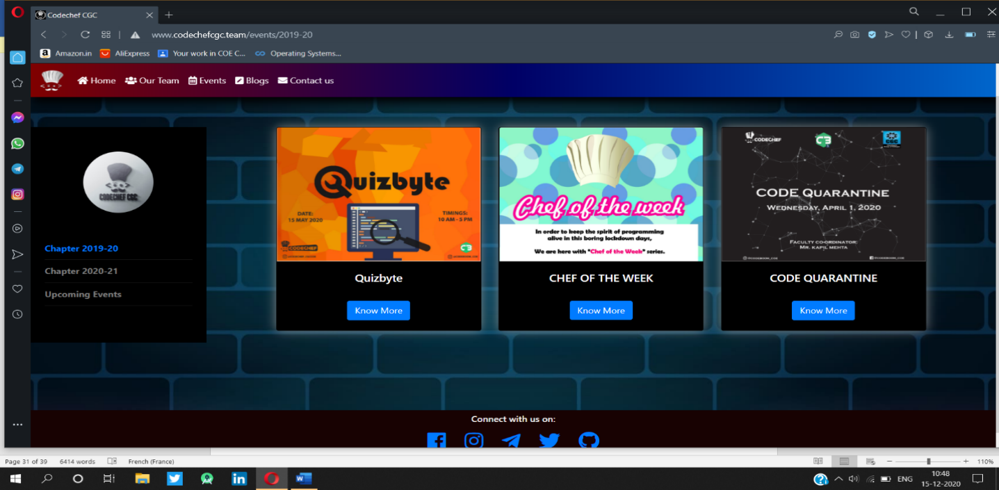 Codechef CGC
www.codechefcgc.team/events/2019-20
Amazon.in AliExpress Your work in COE C... Operating Systems...
Home Our Team Events Blogs Contact us
CODECHEF CGC
Chapter 2019-20
Chapter 2020-21
Upcoming Events
Quizbyte
DATE:
15 MAY 2020
TIMINGS:
10 AM - 5 PM
CODECHEF
Quizbyte
Know More
Chef of the week
In order to keep the spirit of programming
alive in this boring lockdown days,
We are here with "Chef of the Week" series.
CHEF OF THE WEEK
Know More
CODECHEF
CGC
CODE QUARANTINE
WEDNESDAY, APRIL 1, 2020
FACULTY CO-ORDINATOR:
MR. KAPIL MEHTA
CODE QUARANTINE
Know More
Connect with us on:
Page 31 of 39 6414 words French (France) 110%
ENG
10:48
15-12-2020